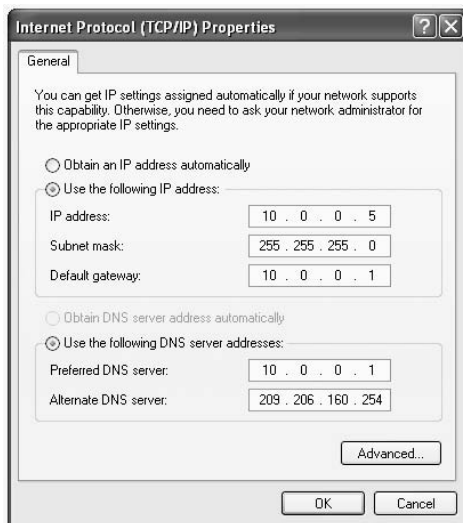 Internet Protocol (TCP/IP) Properties
General
You can get IP settings assigned automatically if your network supports
this capability. Otherwise, you need to ask your network administrator for
the appropriate IP settings.
Obtain an IP address automatically
Use the following IP address:
IP address: 10 . 0 . 0 . 5
Subnet mask: 255 . 255 . 255 . 0
Default gateway: 10 . 0 . 0 . 1
Obtain DNS server address automatically
Use the following DNS server addresses:
Preferred DNS server: 10 . 0 . 0 . 1
Alternate DNS server: 209 . 206 . 160 . 254
Advanced...
OK Cancel